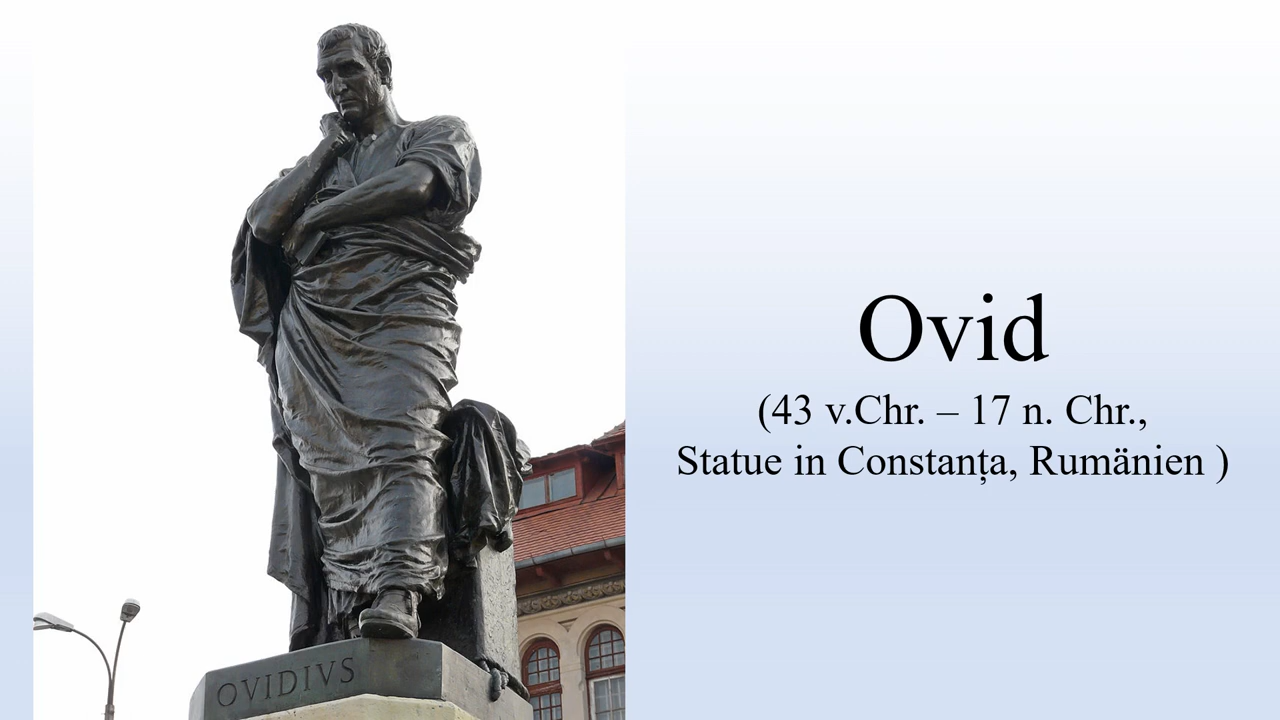 Ovid
(43 v.Chr. – 17 n. Chr.,
Statue in Constanța, Rumänien )
OVIDIVS